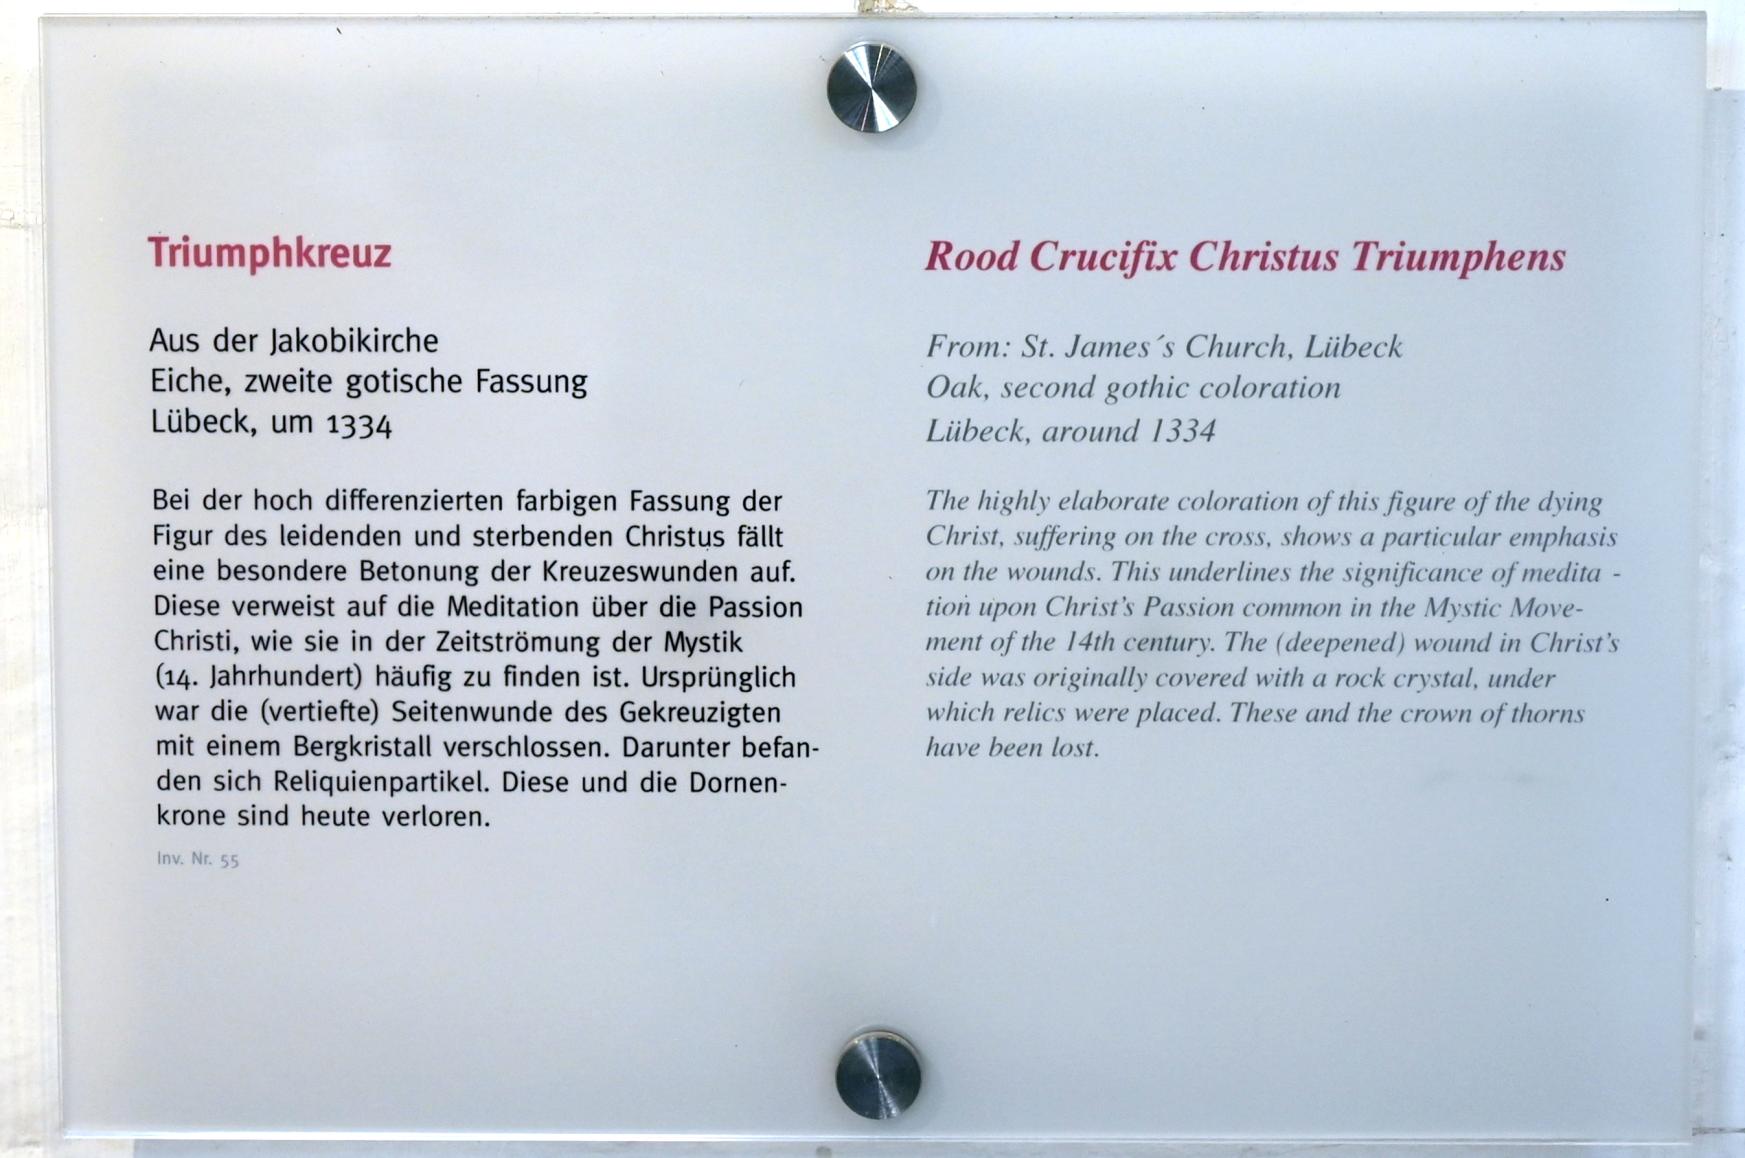 Triumphkreuz
Aus der Jakobikirche
Eiche, zweite gotische Fassung
Lübeck, um 1334
Bei der hoch differenzierten farbigen Fassung der
Figur des leidenden und sterbenden Christus fällt
eine besondere Betonung der Kreuzeswunden auf.
Diese verweist auf die Meditation über die Passion
Christi, wie sie in der Zeitströmung der Mystik
(14. Jahrhundert) häufig zu finden ist. Ursprünglich
war die (vertiefte) Seitenwunde des Gekreuzigten
mit einem Bergkristall verschlossen. Darunter befan-
den sich Reliquienpartikel. Diese und die Dornen-
krone sind heute verloren.
Inv. Nr. 55
Rood Crucifix Christus Triumphens
From: St. James´s Church, Lübeck
Oak, second gothic coloration
Lübeck, around 1334
The highly elaborate coloration of this figure of the dying
Christ, suffering on the cross, shows a particular emphasis
on the wounds. This underlines the significance of medita -
tion upon Christ's Passion common in the Mystic Move-
ment of the 14th century. The (deepened) wound in Christ's
side was originally covered with a rock crystal, under
which relics were placed. These and the crown of thorns
have been lost.